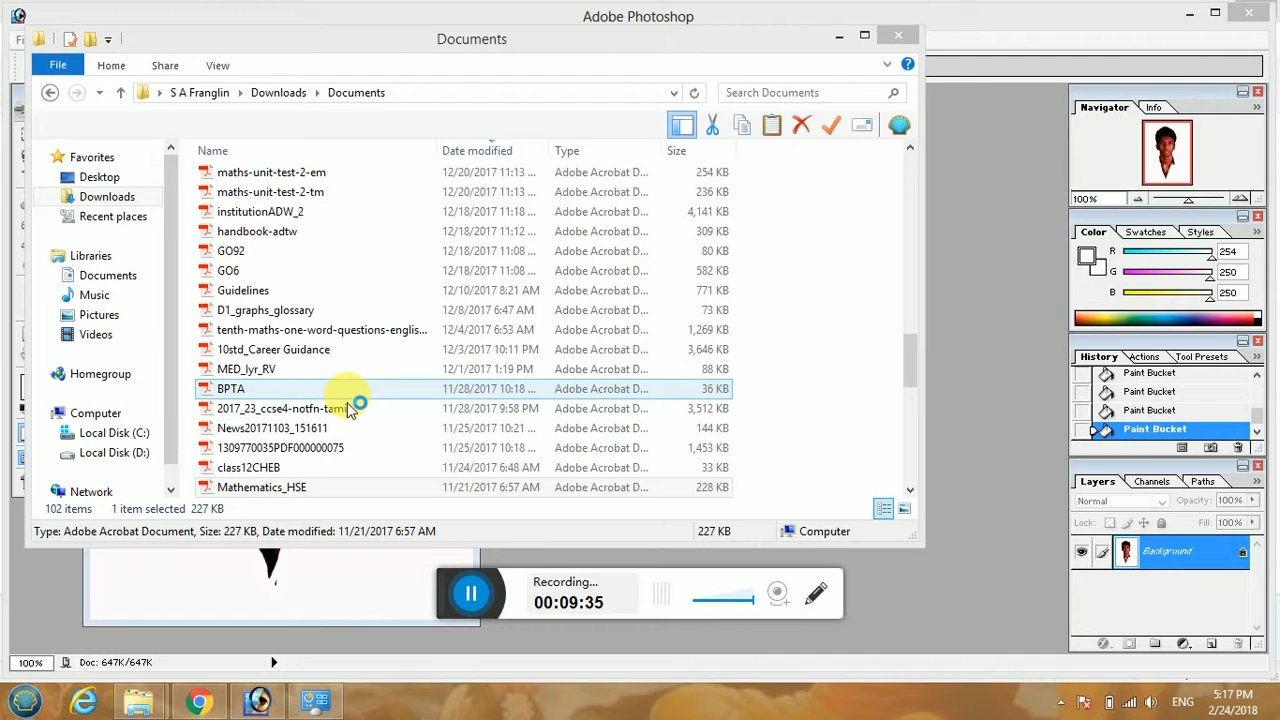 Adobe Photoshop
Documents
File Home Share View
S A Franglin Downloads Documents
Search Documents
Name Date modified Type Size
Favorites
Desktop
Downloads
Recent places
Libraries
Documents
Music
Pictures
Videos
Homegroup
Computer
Local Disk (C:)
Local Disk (D:)
Network
maths-unit-test-2-em 12/20/2017 11:13 ... Adobe Acrobat D... 254 KB
maths-unit-test-2-tm 12/20/2017 11:13 ... Adobe Acrobat D... 236 KB
institutionADW_2 12/18/2017 11:18 ... Adobe Acrobat D... 4,141 KB
handbook-adtw 12/18/2017 11:12 ... Adobe Acrobat D... 309 KB
GO92 12/18/2017 11:08 ... Adobe Acrobat D... 80 KB
GO6 12/18/2017 11:08 ... Adobe Acrobat D... 582 KB
Guidelines 12/10/2017 8:21 AM Adobe Acrobat D... 771 KB
D1_graphs_glossary 12/8/2017 6:47 AM Adobe Acrobat D... 73 KB
tenth-maths-one-word-questions-englis... 12/4/2017 6:53 AM Adobe Acrobat D... 1,269 KB
10std_Career Guidance 12/3/2017 10:11 PM Adobe Acrobat D... 3,646 KB
MED_Iyr_RV 12/1/2017 1:19 PM Adobe Acrobat D... 88 KB
BPTA 11/28/2017 10:18 ... Adobe Acrobat D... 36 KB
2017_23_ccse4-notfn-tami 11/28/2017 9:58 PM Adobe Acrobat D... 3,512 KB
News20171103_151611 11/25/2017 10:21 ... Adobe Acrobat D... 144 KB
1309770035PDF000000075 11/25/2017 10:18 ... Adobe Acrobat D... 1,453 KB
class12CHEB 11/24/2017 6:48 AM Adobe Acrobat D... 33 KB
Mathematics_HSE 11/21/2017 6:57 AM Adobe Acrobat D... 228 KB
102 items 1 item selected 227 KB
Type: Adobe Acrobat Document, Size: 227 KB, Date modified: 11/21/2017 6:57 AM 227 KB Computer
Recording...
00:09:35
100% Doc: 647K/647K
Navigator Info
100%
Color Swatches Styles
R 254
G 250
B 250
History Actions Tool Presets
Paint Bucket
Paint Bucket
Paint Bucket
Paint Bucket
Layers Channels Paths
Normal Opacity: 100%
Lock: Fill: 100%
Background
ENG
5:17 PM
2/24/2018